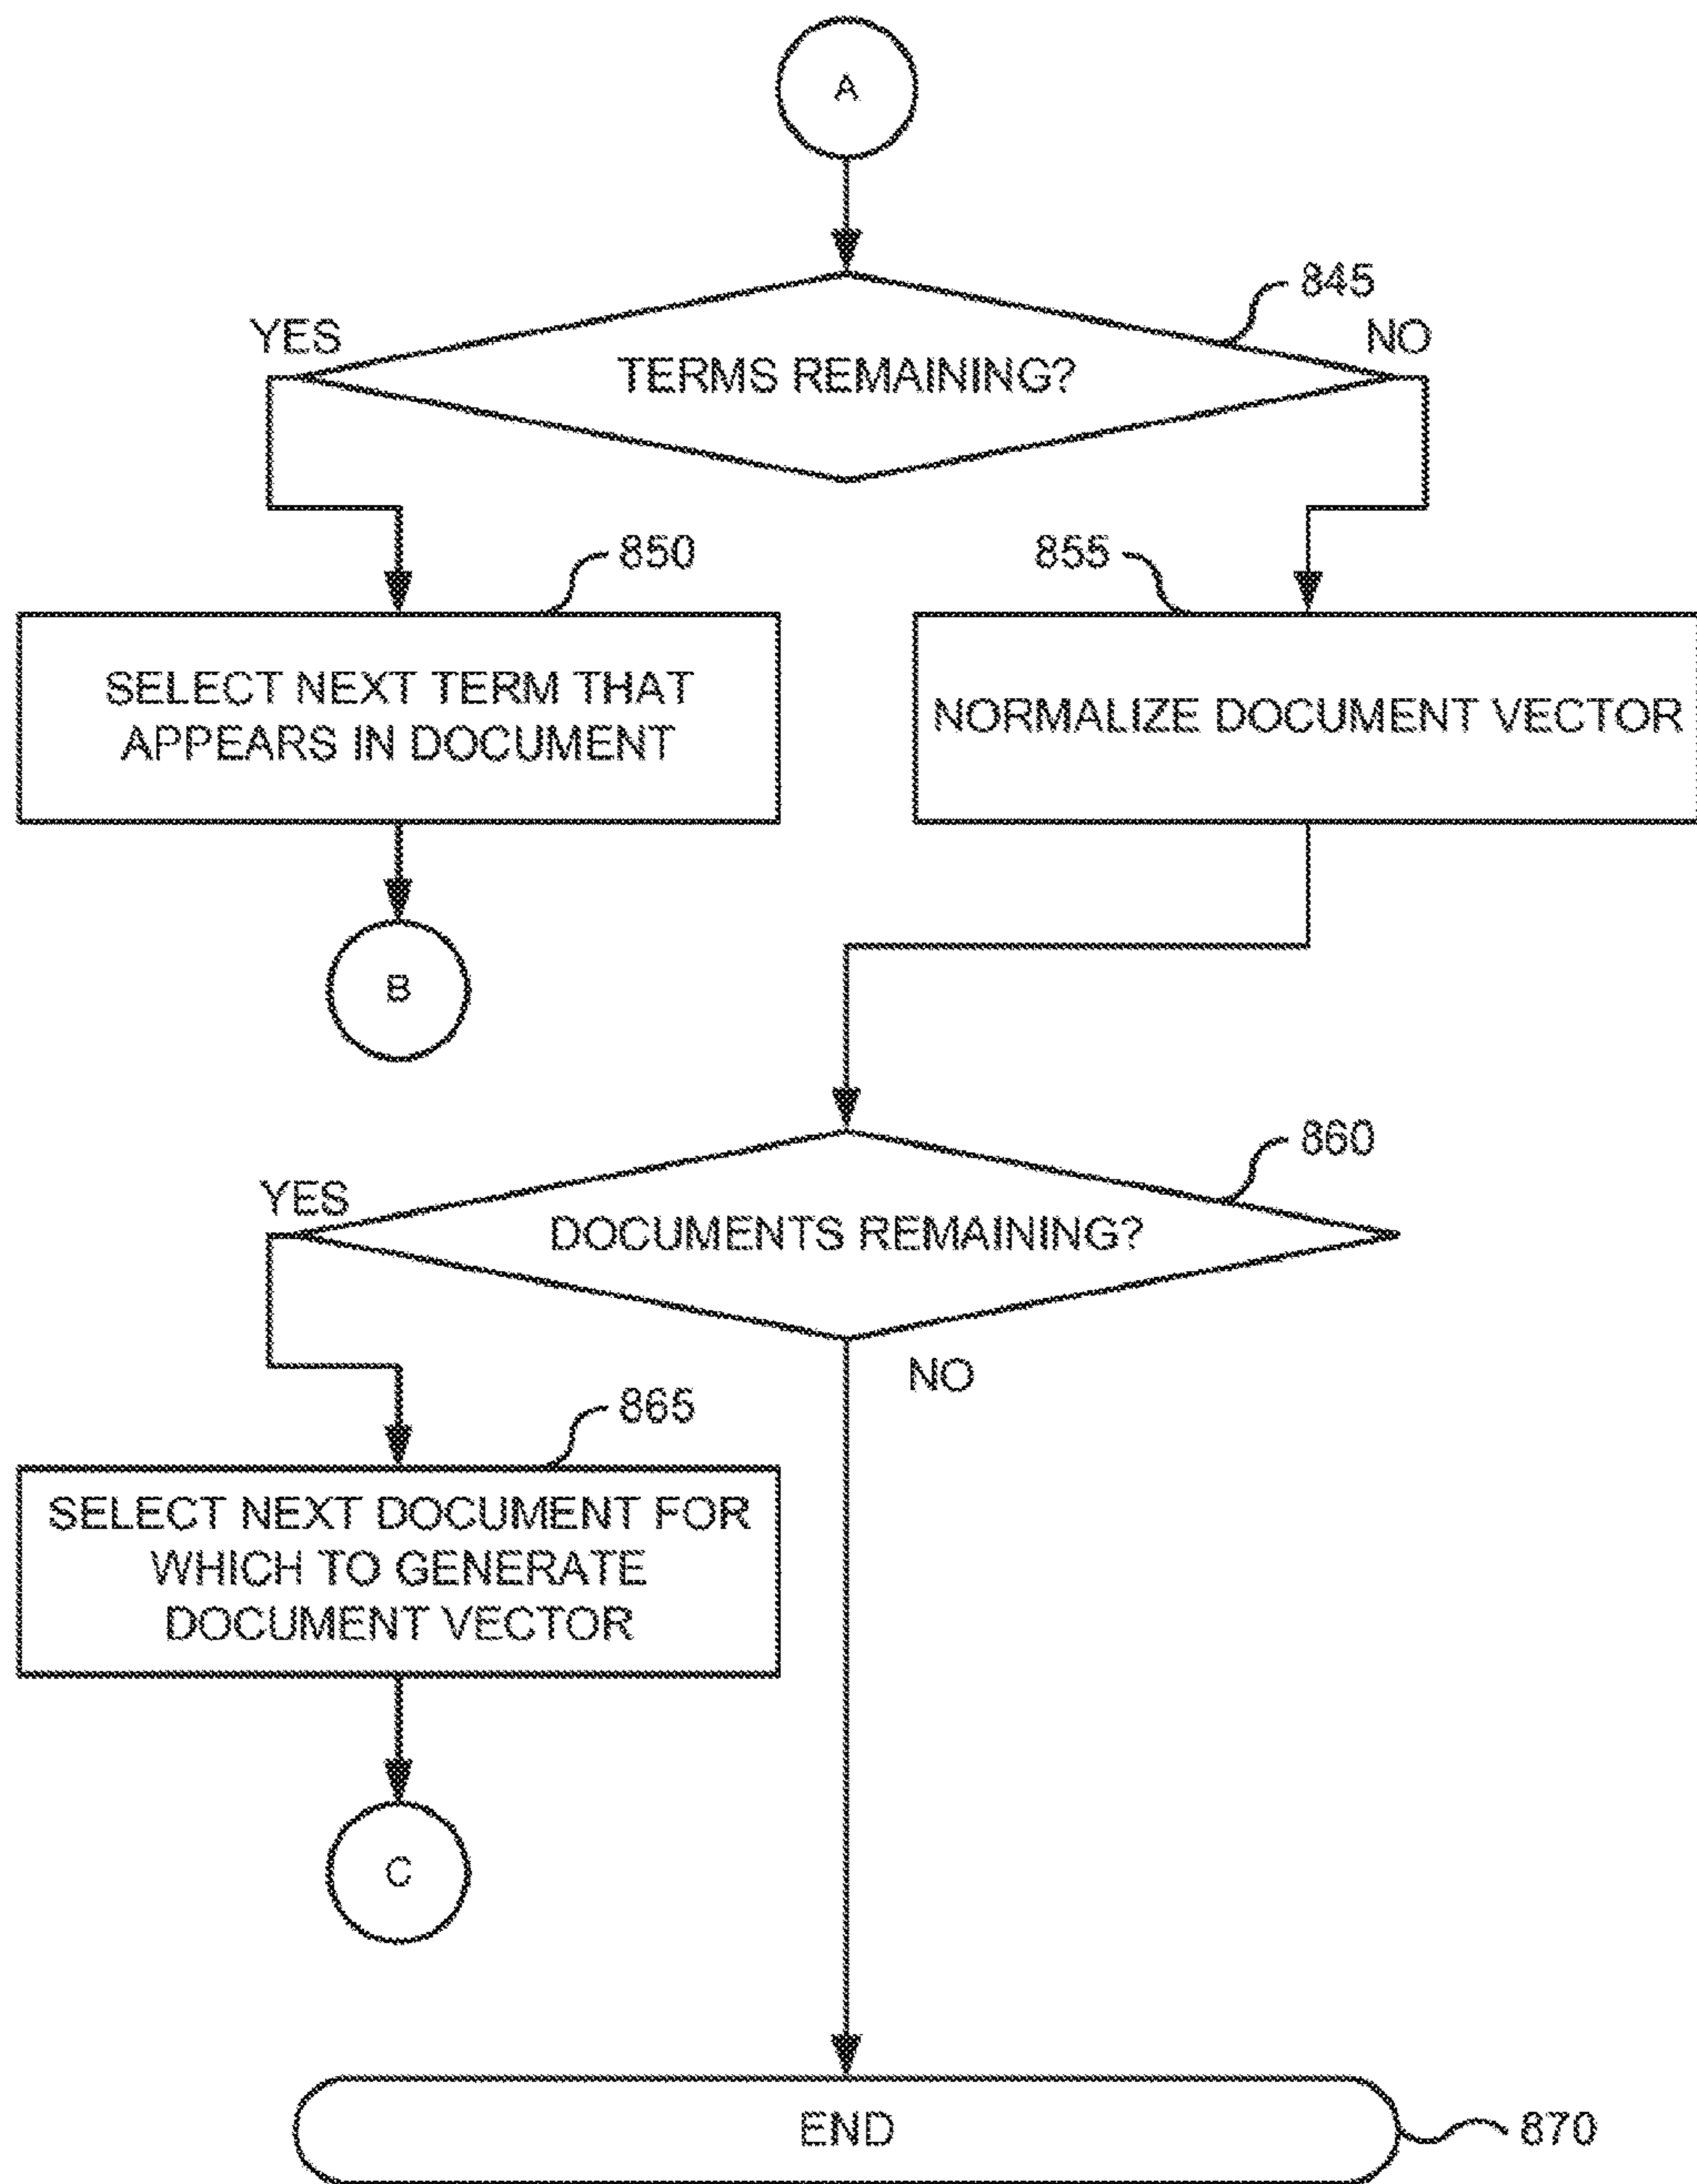 A
845
YES
NO
TERMS REMAINING?
850
855
SELECT NEXT TERM THAT
APPEARS IN DOCUMENT
NORMALIZE DOCUMENT VECTOR
B
860
YES
DOCUMENTS REMAINING?
NO
865
SELECT NEXT DOCUMENT FOR
WHICH TO GENERATE
DOCUMENT VECTOR
C
END
870